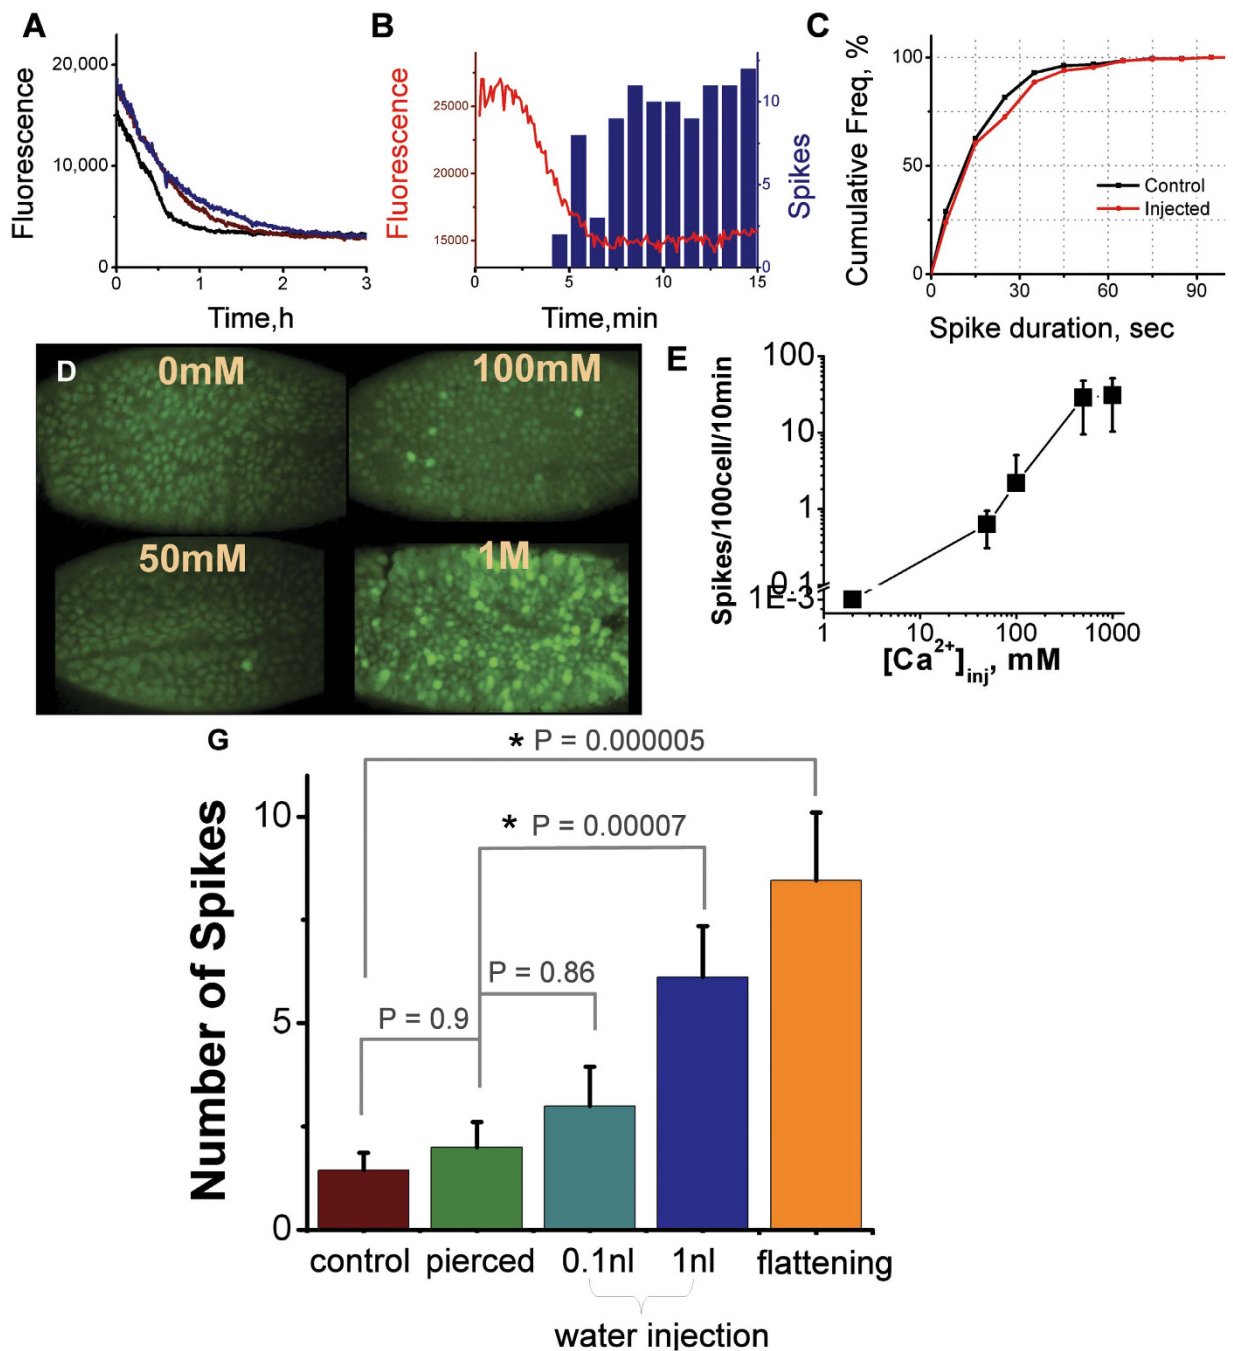 A
Fluorescence
20,000
10,000
0
0 1 2 3
Time,h
B
Fluorescence
25000
20000
15000
Spikes
10
5
0
0 5 10 15
Time,min
C
Cumulative Freq, %
100
50
0
Control
Injected
0 30 60 90
Spike duration, sec
D
0mM
100mM
50mM
1M
E
Spikes/100cell/10min
100
10
1
0.1
1E-3
1 10 100 1000
[Ca²⁺]inj, mM
G
Number of Spikes
10
5
0
* P = 0.000005
* P = 0.00007
P = 0.86
P = 0.9
control pierced 0.1nl 1nl flattening
water injection